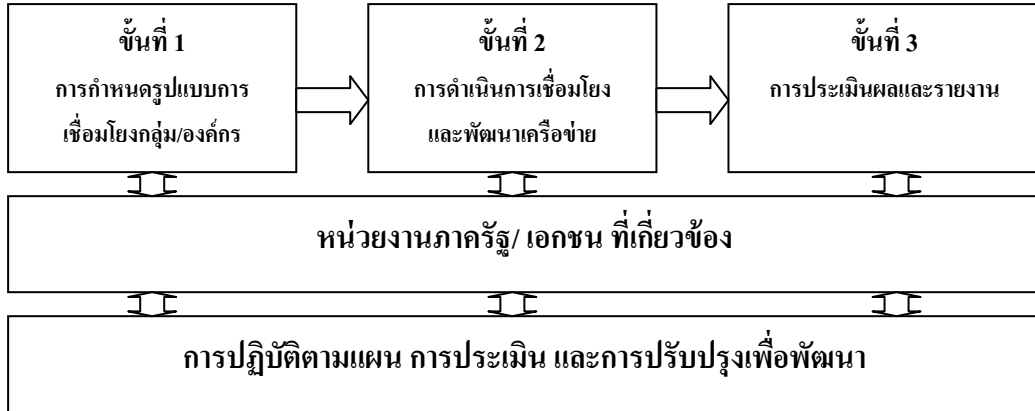 ขั้นที่ 1
การกำหนดรูปแบบการ
เชื่อมโยงกลุ่ม/องค์กร
ขั้นที่ 2
การดำเนินการเชื่อมโยง
และพัฒนาเครือข่าย
ขั้นที่ 3
การประเมินผลและรายงาน
หน่วยงานภาครัฐ/ เอกชน ที่เกี่ยวข้อง
การปฏิบัติตามแผน การประเมิน และการปรับปรุงเพื่อพัฒนา